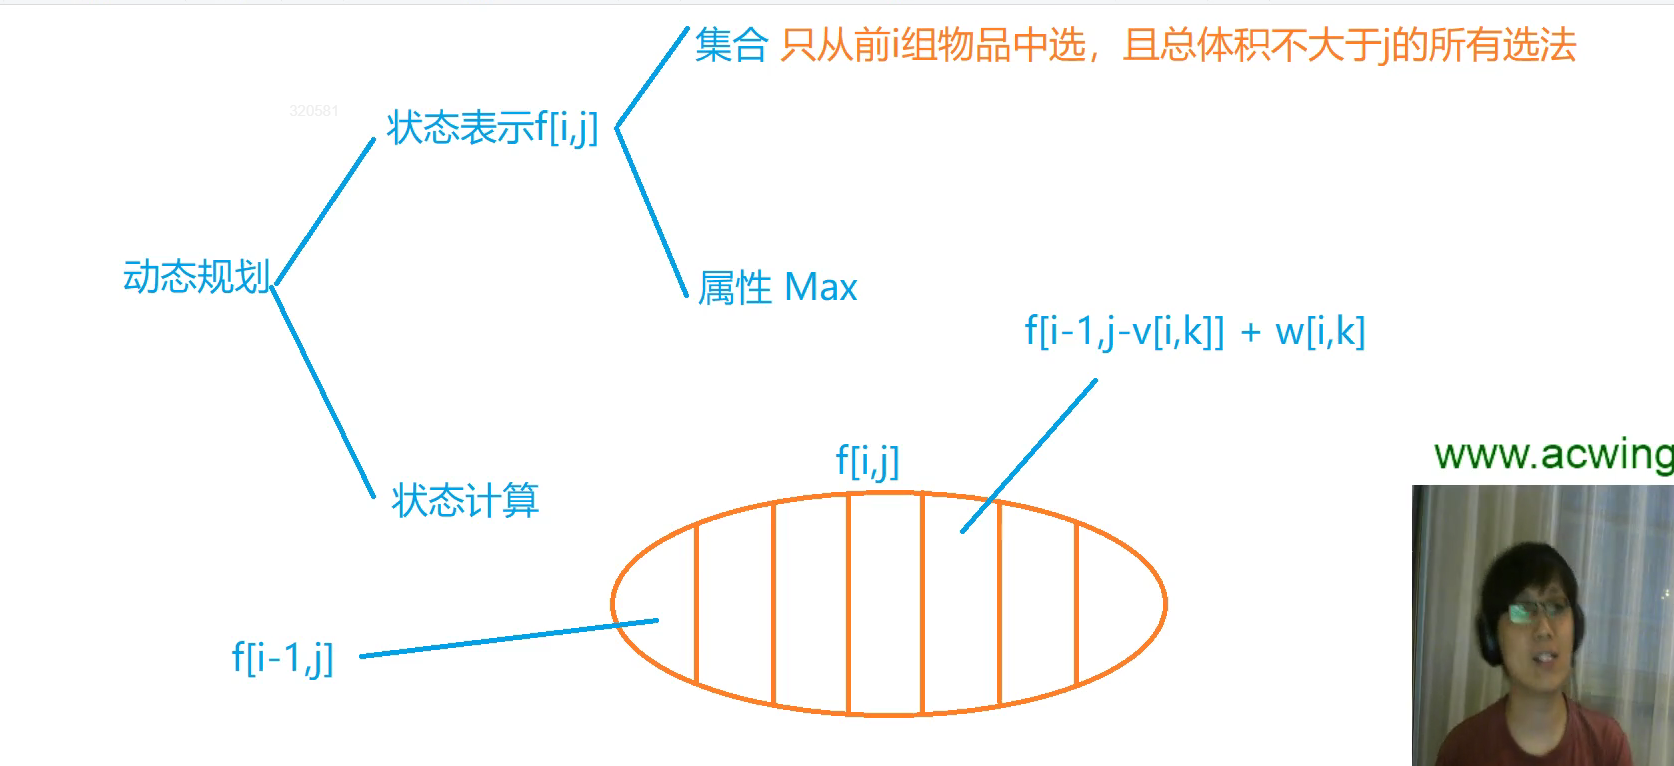 集合 只从前i组物品中选，且总体积不大于j的所有选法
320581
状态表示f[i,j]
动态规划
属性 Max
f[i-1,j-v[i,k]] + w[i,k]
f[i,j]
www.acwing
状态计算
f[i-1,j]